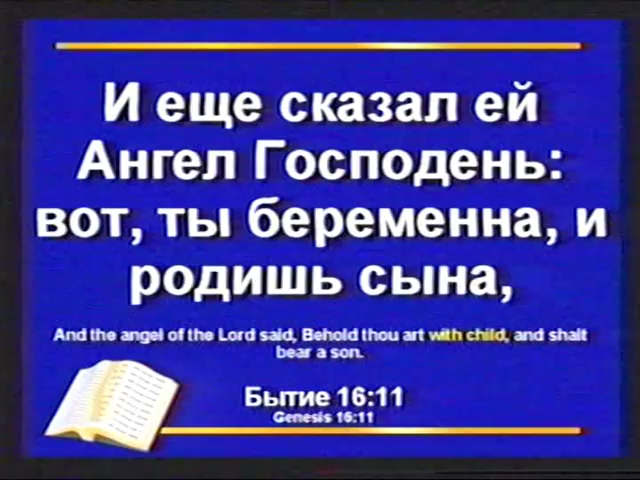 И еще сказал ей
Ангел Господень:
вот, ты беременна, и
родишь сына,
And the angel of the Lord said, Behold thou art with child, and shalt
bear a son.
Бытие 16:11
Genesis 16:11